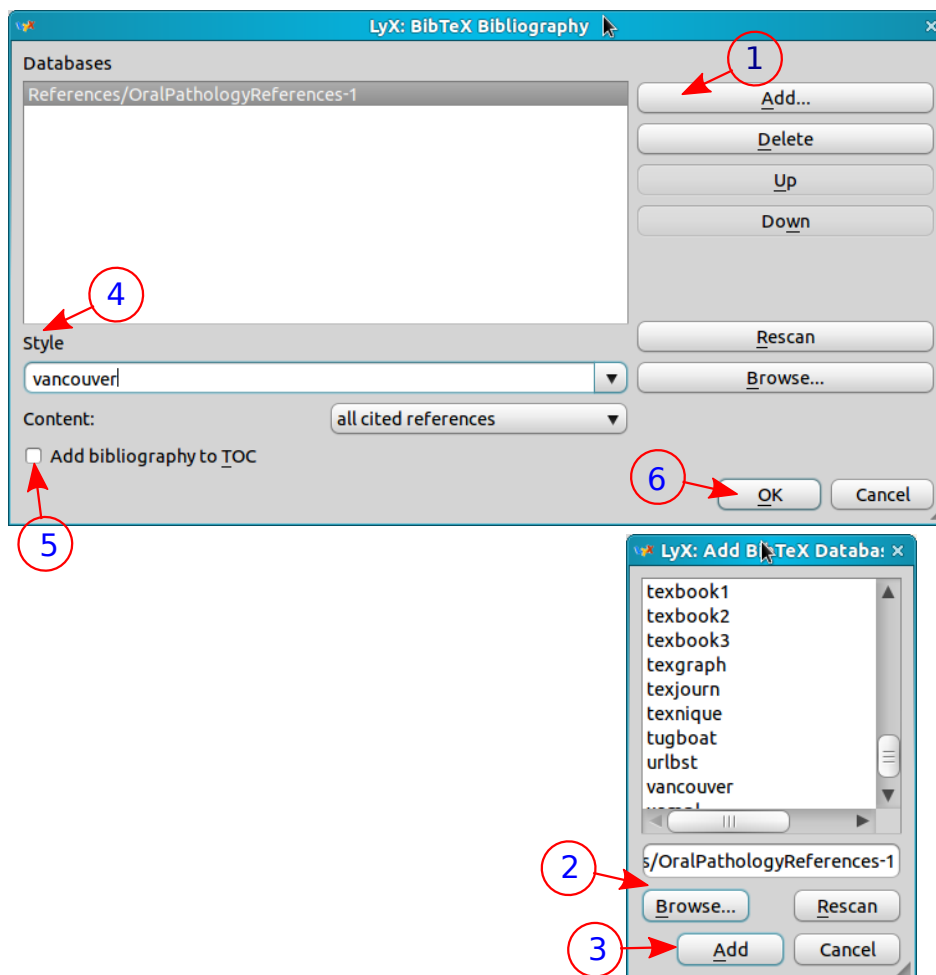 LyX: BibTeX Bibliography
Databases
1
References/OralPathologyReferences-1
Add...
Delete
Up
Down
4
Style
Rescan
vancouver
Browse...
Content:
all cited references
Add bibliography to TOC
6
OK
Cancel
5
LyX: Add BibTeX Databa:
texbook1
texbook2
texbook3
texgraph
texjourn
texnique
tugboat
urlbst
vancouver
s/OralPathologyReferences-1
2
Browse...
Rescan
3
Add
Cancel